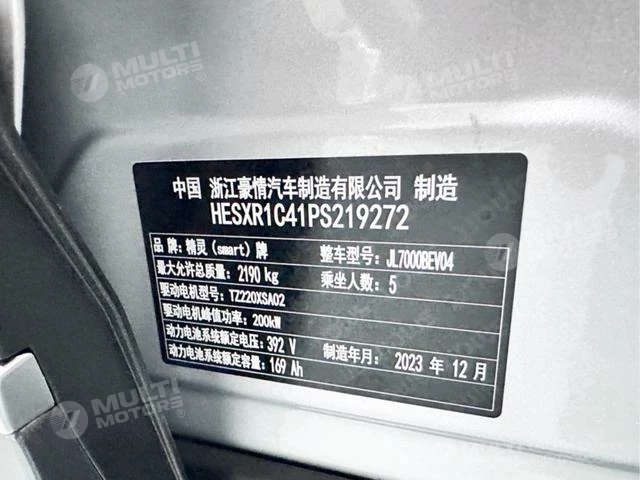 MULTI
MOTORS
MULTI
MOTORS
中国 浙江豪情汽车制造有限公司 制造
HESXR1C41PS219272
品 牌: 精灵 (smart) 牌
整车型号: JL7000BEV04
最大允许总质量: 2190 kg
乘坐人数: 5
驱动电机型号: TZ220XSA02
驱动电机峰值功率: 200kW
动力电池系统额定电压: 392 V
制造年月: 2023 年 12 月
动力电池系统额定容量: 169 Ah
MULTI
MOTORS
MULTI
MOTORS